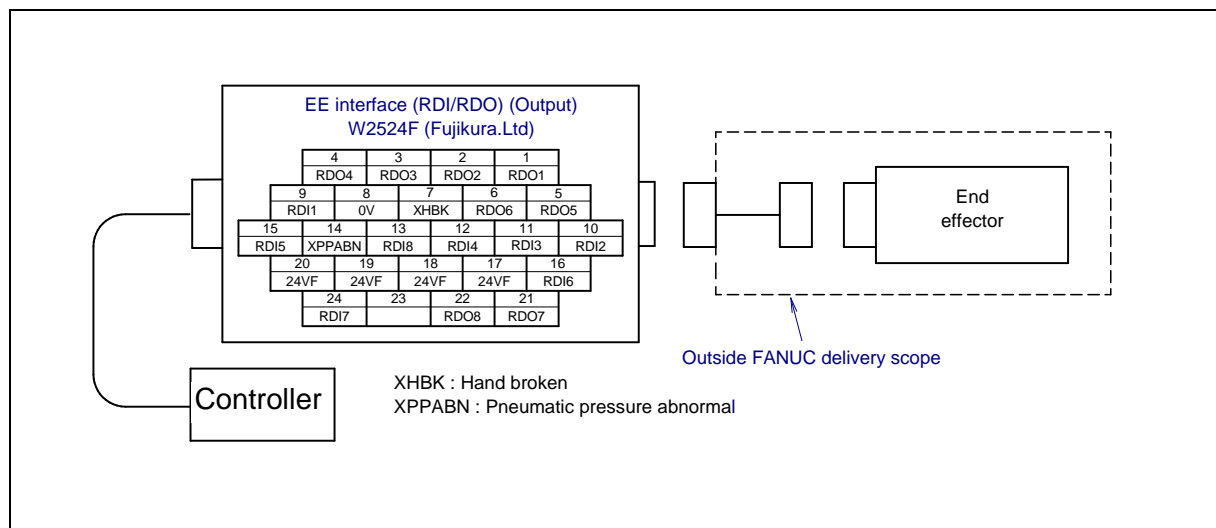 EE interface (RDI/RDO) (Output)
W2524F (Fujikura.Ltd)
4 3 2 1
RDO4 RDO3 RDO2 RDO1
9 8 7 6 5
RDI1 0V XHBK RDO6 RDO5
15 14 13 12 11 10
RDI5 XPPABN RDI8 RDI4 RDI3 RDI2
20 19 18 17 16
24VF 24VF 24VF 24VF RDI6
24 23 22 21
RDI7 RDO8 RDO7
End
effector
Outside FANUC delivery scope
Controller
XHBK : Hand broken
XPPABN : Pneumatic pressure abnormal